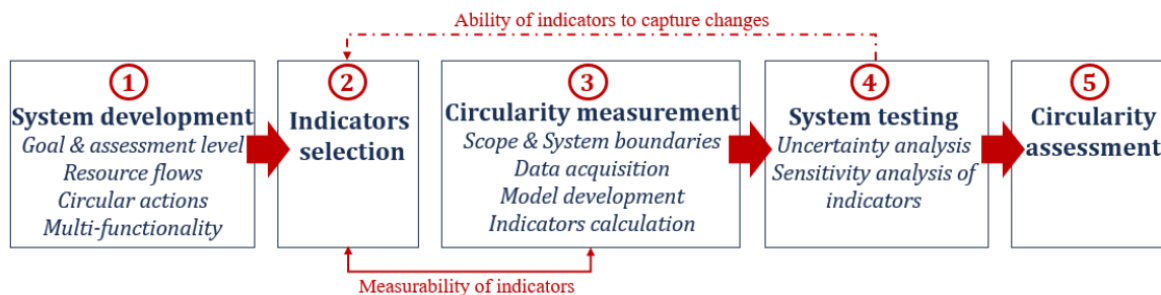 Ability of indicators to capture changes
1
System development
Goal & assessment level
Resource flows
Circular actions
Multi-functionality
2
Indicators
selection
3
Circularity measurement
Scope & System boundaries
Data acquisition
Model development
Indicators calculation
4
System testing
Uncertainty analysis
Sensitivity analysis of
indicators
5
Circularity
assessment
Measurability of indicators